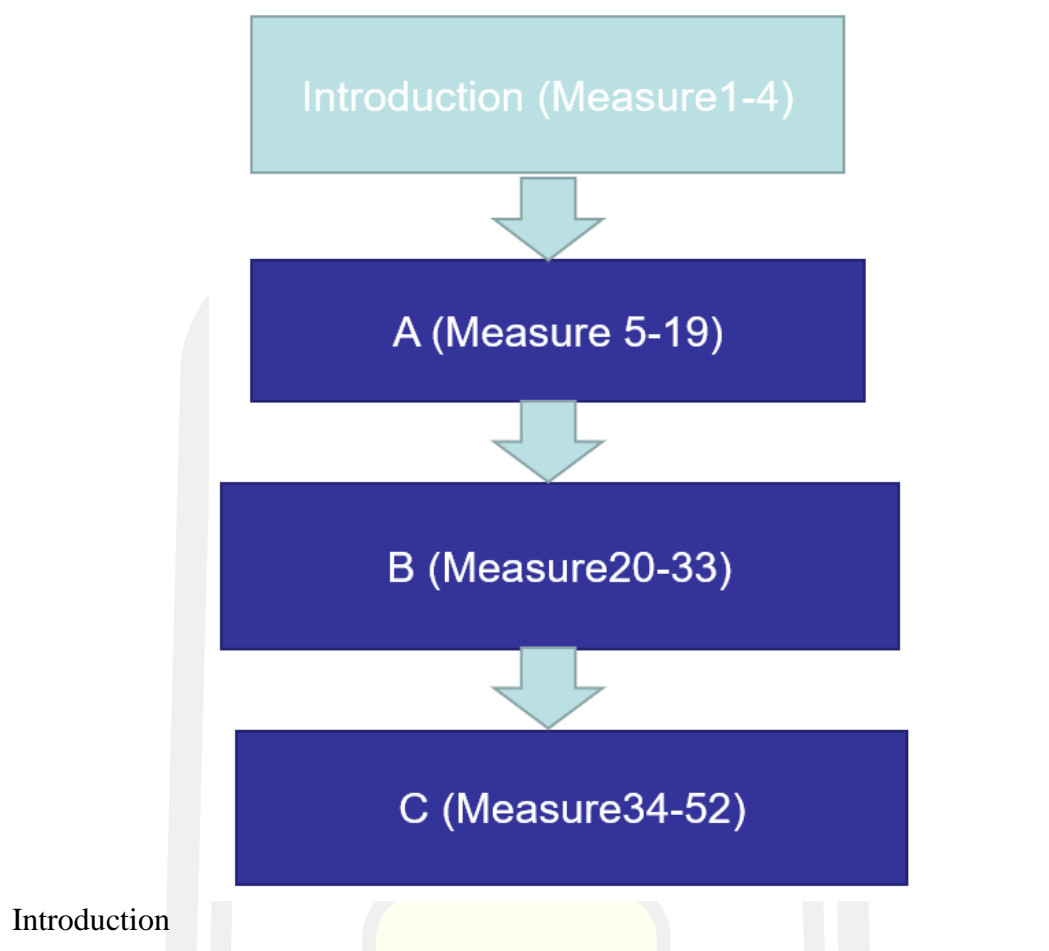 Introduction (Measure1-4)
A (Measure 5-19)
B (Measure20-33)
C (Measure34-52)
Introduction